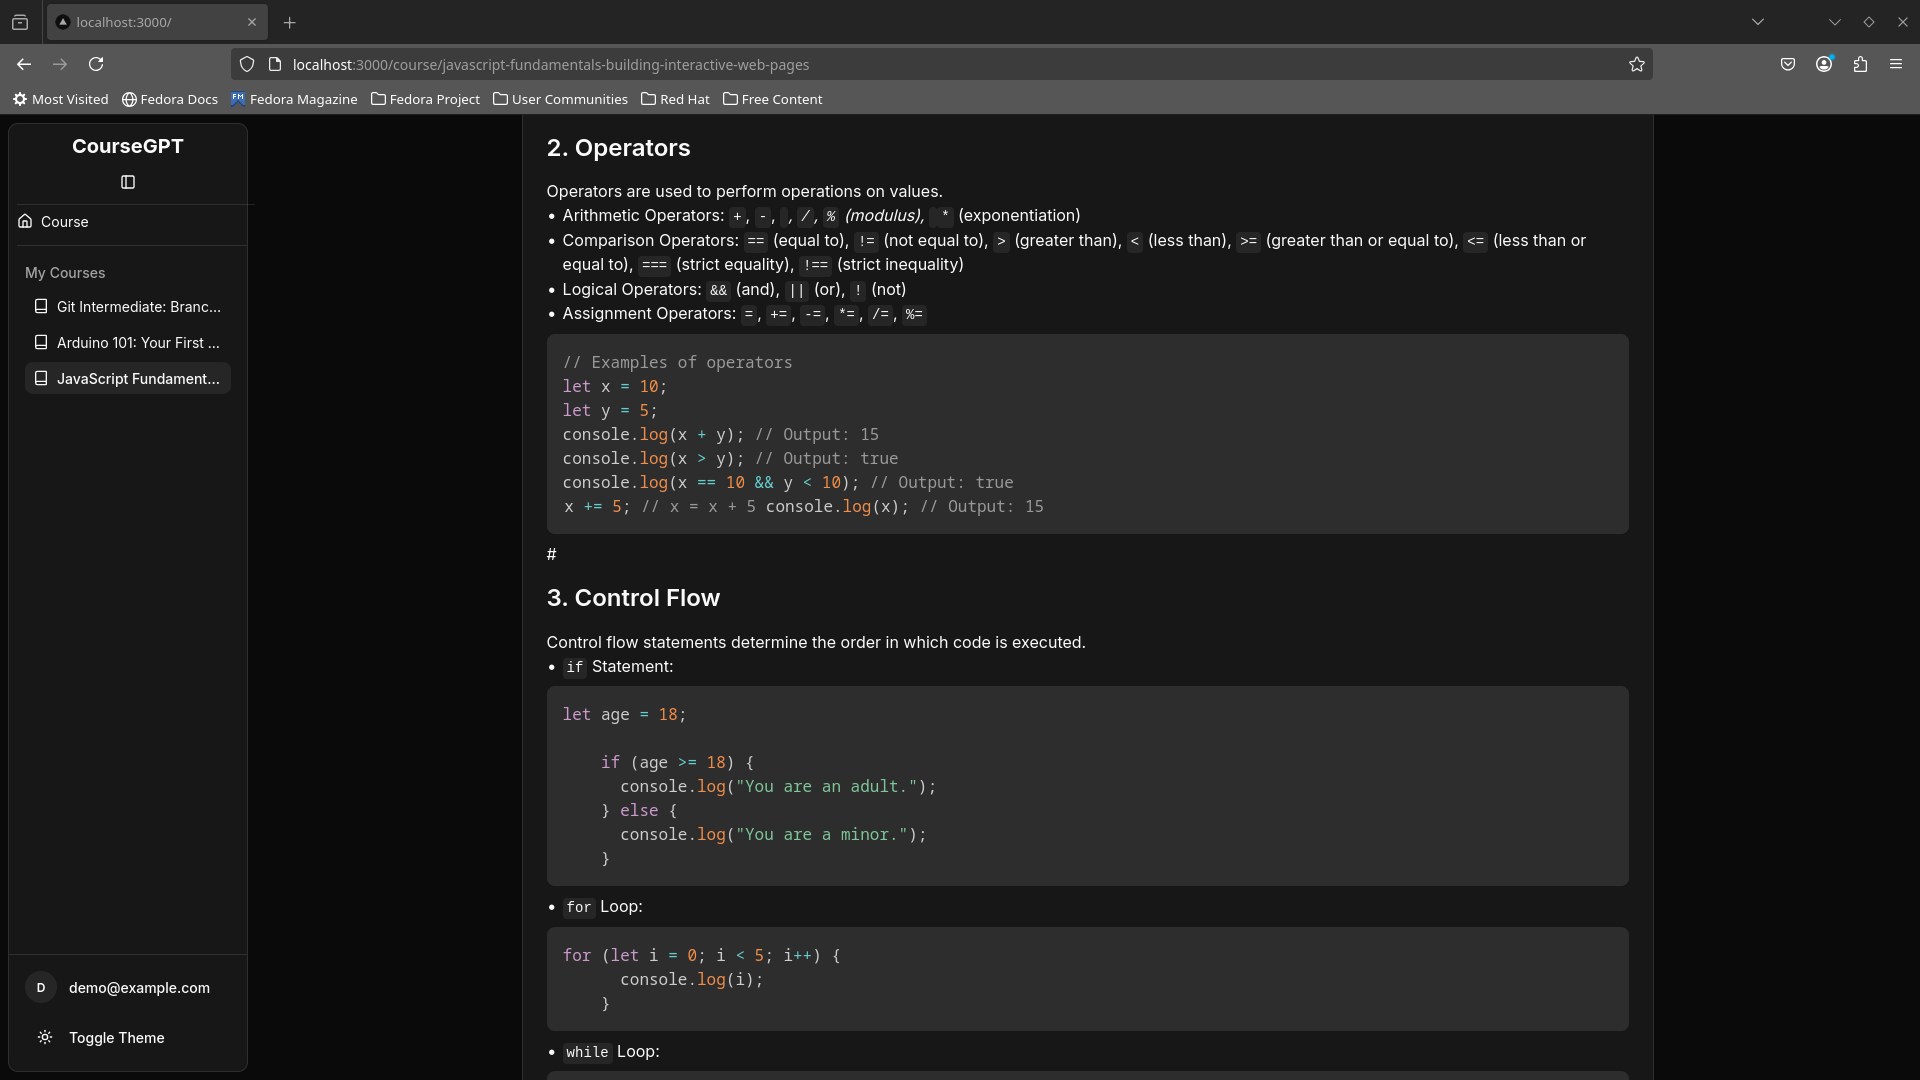 localhost:3000/
localhost:3000/course/javascript-fundamentals-building-interactive-web-pages
Most Visited Fedora Docs FM Fedora Magazine Fedora Project User Communities Red Hat Free Content
CourseGPT
Course
My Courses
Git Intermediate: Branc...
Arduino 101: Your First ...
JavaScript Fundament...
D demo@example.com
Toggle Theme
2. Operators
Operators are used to perform operations on values.
• Arithmetic Operators: +, -, , /, % (modulus), * (exponentiation)
• Comparison Operators: == (equal to), != (not equal to), > (greater than), < (less than), >= (greater than or equal to), <= (less than or
equal to), === (strict equality), !== (strict inequality)
• Logical Operators: && (and), || (or), ! (not)
• Assignment Operators: =, +=, -=, *=, /=, %=
// Examples of operators
let x = 10;
let y = 5;
console.log(x + y); // Output: 15
console.log(x > y); // Output: true
console.log(x == 10 && y < 10); // Output: true
x += 5; // x = x + 5 console.log(x); // Output: 15
#
3. Control Flow
Control flow statements determine the order in which code is executed.
• if Statement:
let age = 18;
if (age >= 18) {
console.log("You are an adult.");
} else {
console.log("You are a minor.");
}
• for Loop:
for (let i = 0; i < 5; i++) {
console.log(i);
}
• while Loop: